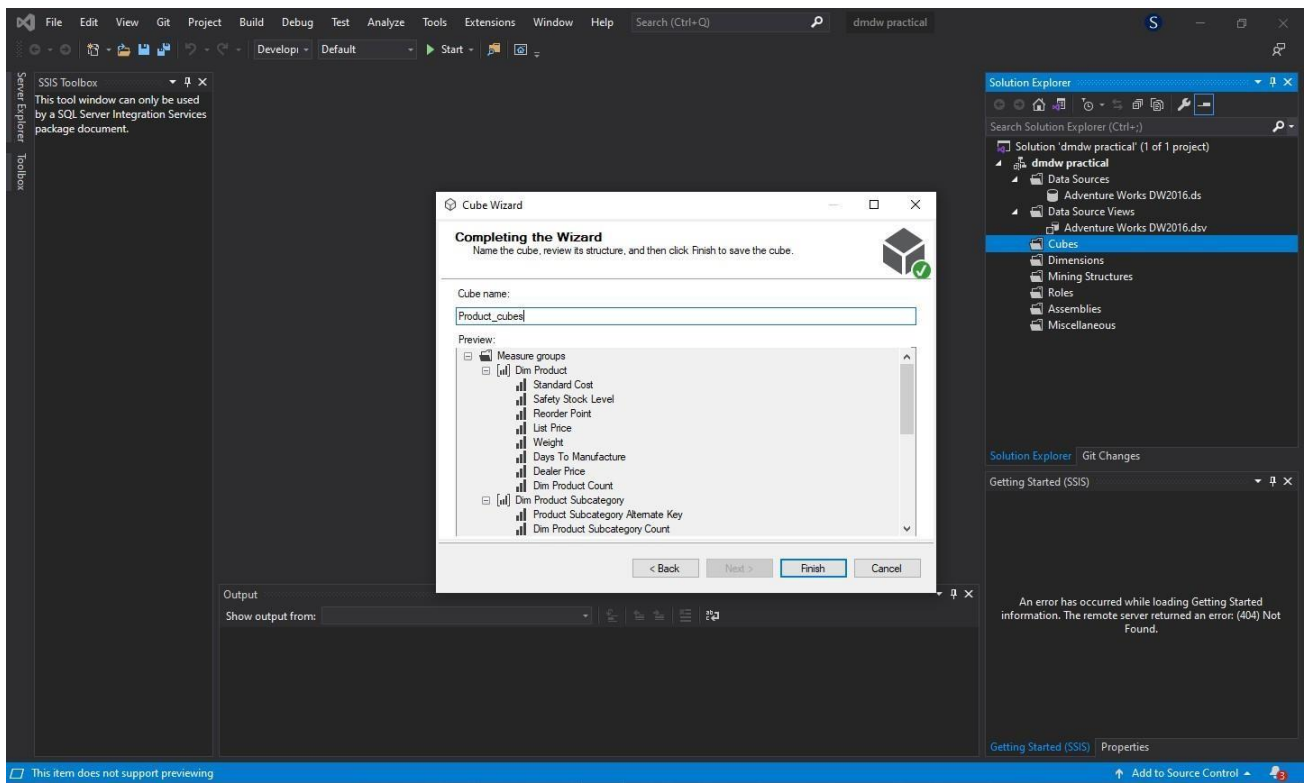 File Edit View Git Project Build Debug Test Analyze Tools Extensions Window Help Search (Ctrl+Q) dmdw practical S
Developi Default Start
Server Explorer
Toolbox
SSIS Toolbox
This tool window can only be used
by a SQL Server Integration Services
package document.
Cube Wizard
Completing the Wizard
Name the cube, review its structure, and then click Finish to save the cube.
Cube name:
Product_cubes
Preview:
Measure groups
Dim Product
Standard Cost
Safety Stock Level
Reorder Point
List Price
Weight
Days To Manufacture
Dealer Price
Dim Product Count
Dim Product Subcategory
Product Subcategory Alternate Key
Dim Product Subcategory Count
< Back Next > Finish Cancel
Output
Show output from:
Solution Explorer
Search Solution Explorer (Ctrl+;)
Solution 'dmdw practical' (1 of 1 project)
dmdw practical
Data Sources
Adventure Works DW2016.ds
Data Source Views
Adventure Works DW2016.dsv
Cubes
Dimensions
Mining Structures
Roles
Assemblies
Miscellaneous
Solution Explorer Git Changes
Getting Started (SSIS)
An error has occurred while loading Getting Started
information. The remote server returned an error: (404) Not
Found.
Getting Started (SSIS) Properties
This item does not support previewing
Add to Source Control 3